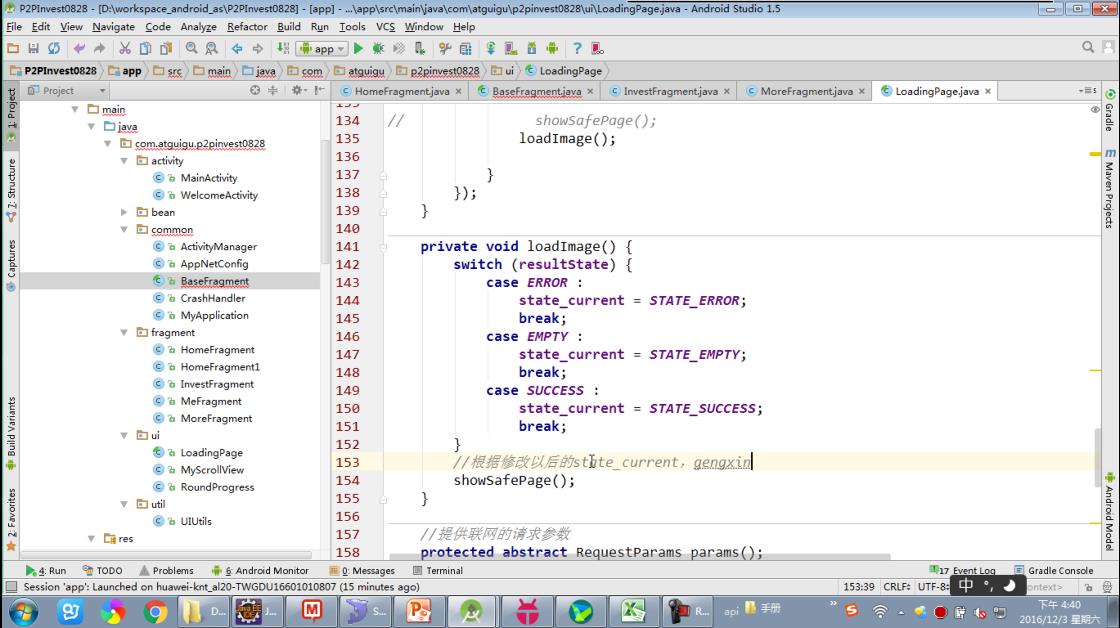 P2PInvest0828 - [D:\workspace_android_as\P2PInvest0828] - [app] - ...\app\src\main\java\com\atguigu\p2pinvest0828\ui\LoadingPage.java - Android Studio 1.5
File Edit View Navigate Code Analyze Refactor Build Run Tools VCS Window Help
app
P2PInvest0828 app src main java com atguigu p2pinvest0828 ui LoadingPage
Project
HomeFragment.java BaseFragment.java InvestFragment.java MoreFragment.java LoadingPage.java
1: Project
7: Structure
Captures
Build Variants
2: Favorites
main
java
com.atguigu.p2pinvest0828
activity
MainActivity
WelcomeActivity
bean
common
ActivityManager
AppNetConfig
BaseFragment
CrashHandler
MyApplication
fragment
HomeFragment
HomeFragment1
InvestFragment
MeFragment
MoreFragment
ui
LoadingPage
MyScrollView
RoundProgress
util
UIUtils
res
133
134 // showSafePage();
135 loadImage();
136
137 }
138 });
139 }
140
141 private void loadImage() {
142 switch (resultState) {
143 case ERROR :
144 state_current = STATE_ERROR;
145 break;
146 case EMPTY :
147 state_current = STATE_EMPTY;
148 break;
149 case SUCCESS :
150 state_current = STATE_SUCCESS;
151 break;
152 }
153 //根据修改以后的state_current，gengxin
154 showSafePage();
155 }
156
157 //提供联网的请求参数
158 protected abstract RequestParams params();
Gradle
Maven Projects
Android Model
4: Run TODO Problems 6: Android Monitor 0: Messages Terminal 17 Event Log Gradle Console
Session 'app': Launched on huawei-knt_al20-TWGDU16601010807 (15 minutes ago) 153:39 CRLF÷ UTF-8÷ 中 context>
D... J... S... R... api 手册
下午 4:40
2016/12/3 星期六